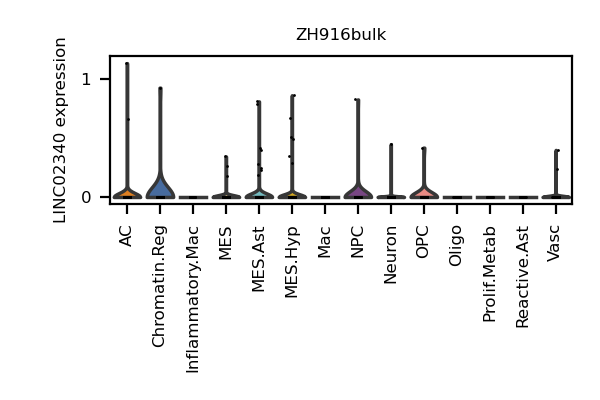 ZH916bulk
LINC02340 expression
1
0
AC
Chromatin.Reg
Inflammatory.Mac
MES
MES.Ast
MES.Hyp
Mac
NPC
Neuron
OPC
Oligo
Prolif.Metab
Reactive.Ast
Vasc